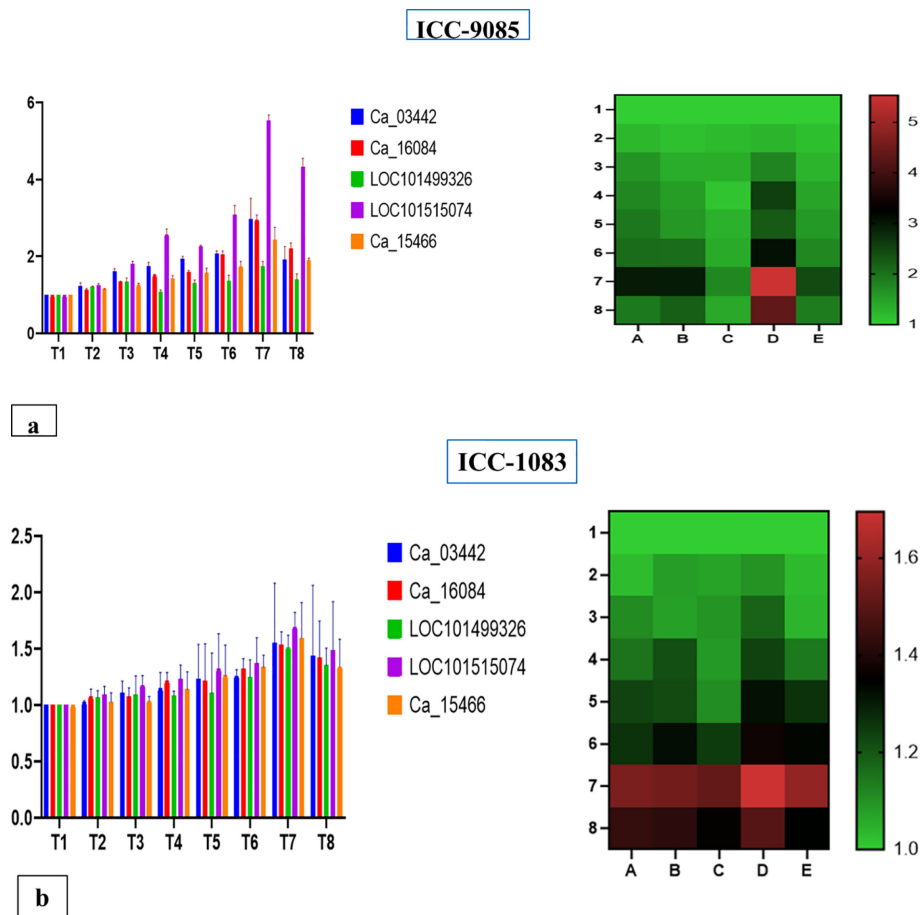 ICC-9085
6
4
2
0
T1 T2 T3 T4 T5 T6 T7 T8
Ca_03442
Ca_16084
LOC101499326
LOC101515074
Ca_15466
1
2
3
4
5
6
7
8
A B C D E
5
4
3
2
1
a
ICC-1083
2.5
2.0
1.5
1.0
0.5
0.0
T1 T2 T3 T4 T5 T6 T7 T8
Ca_03442
Ca_16084
LOC101499326
LOC101515074
Ca_15466
1
2
3
4
5
6
7
8
A B C D E
1.6
1.4
1.2
1.0
b